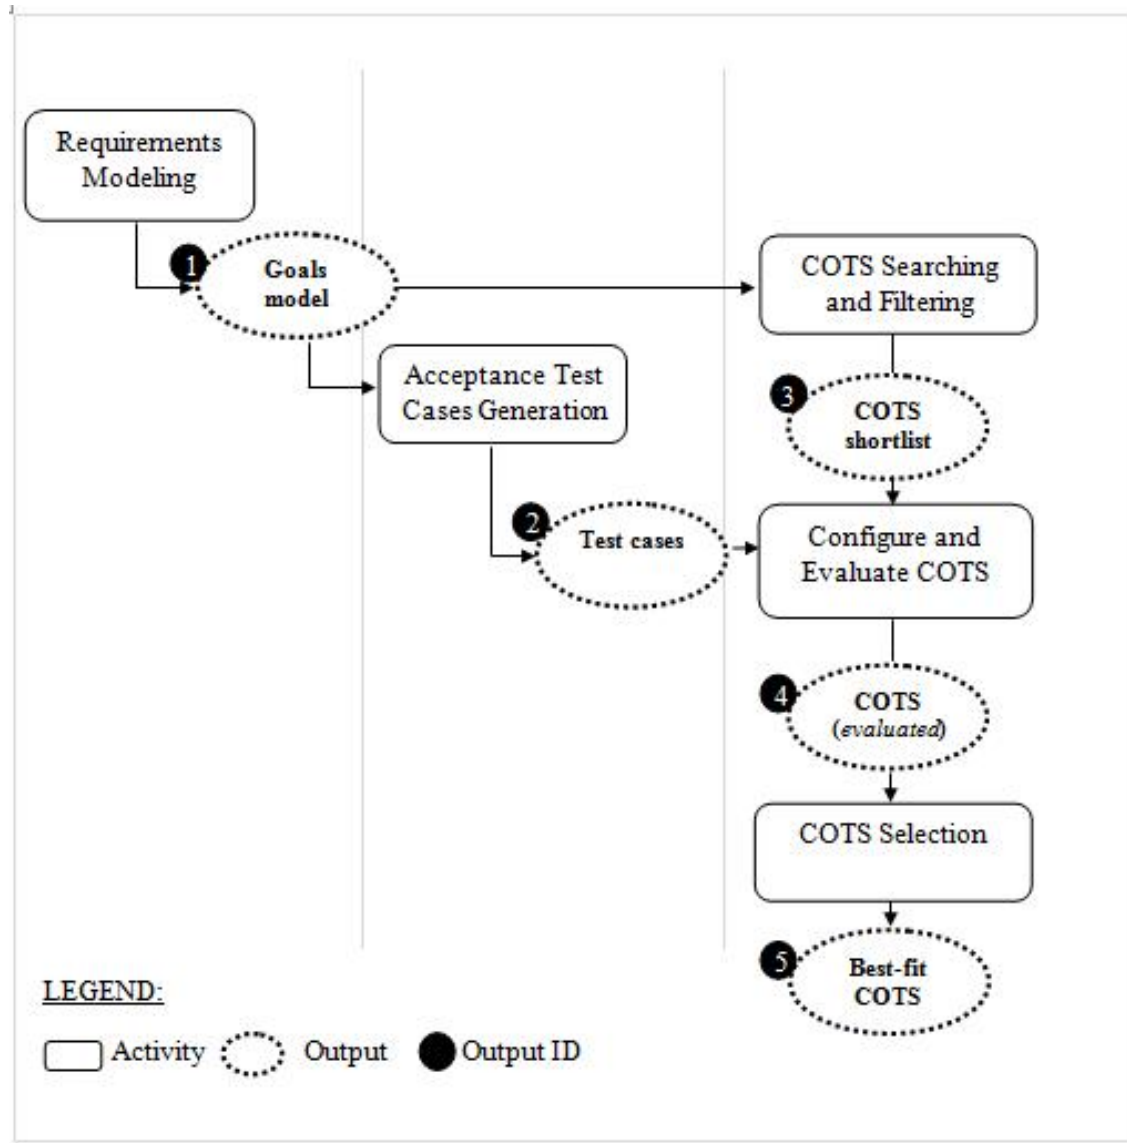 Requirements
Modeling
1
Goals
model
COTS Searching
and Filtering
Acceptance Test
Cases Generation
3
COTS
shortlist
2
Test cases
Configure and
Evaluate COTS
4
COTS
(evaluated)
COTS Selection
5
Best-fit
COTS
LEGEND:
Activity
Output
Output ID